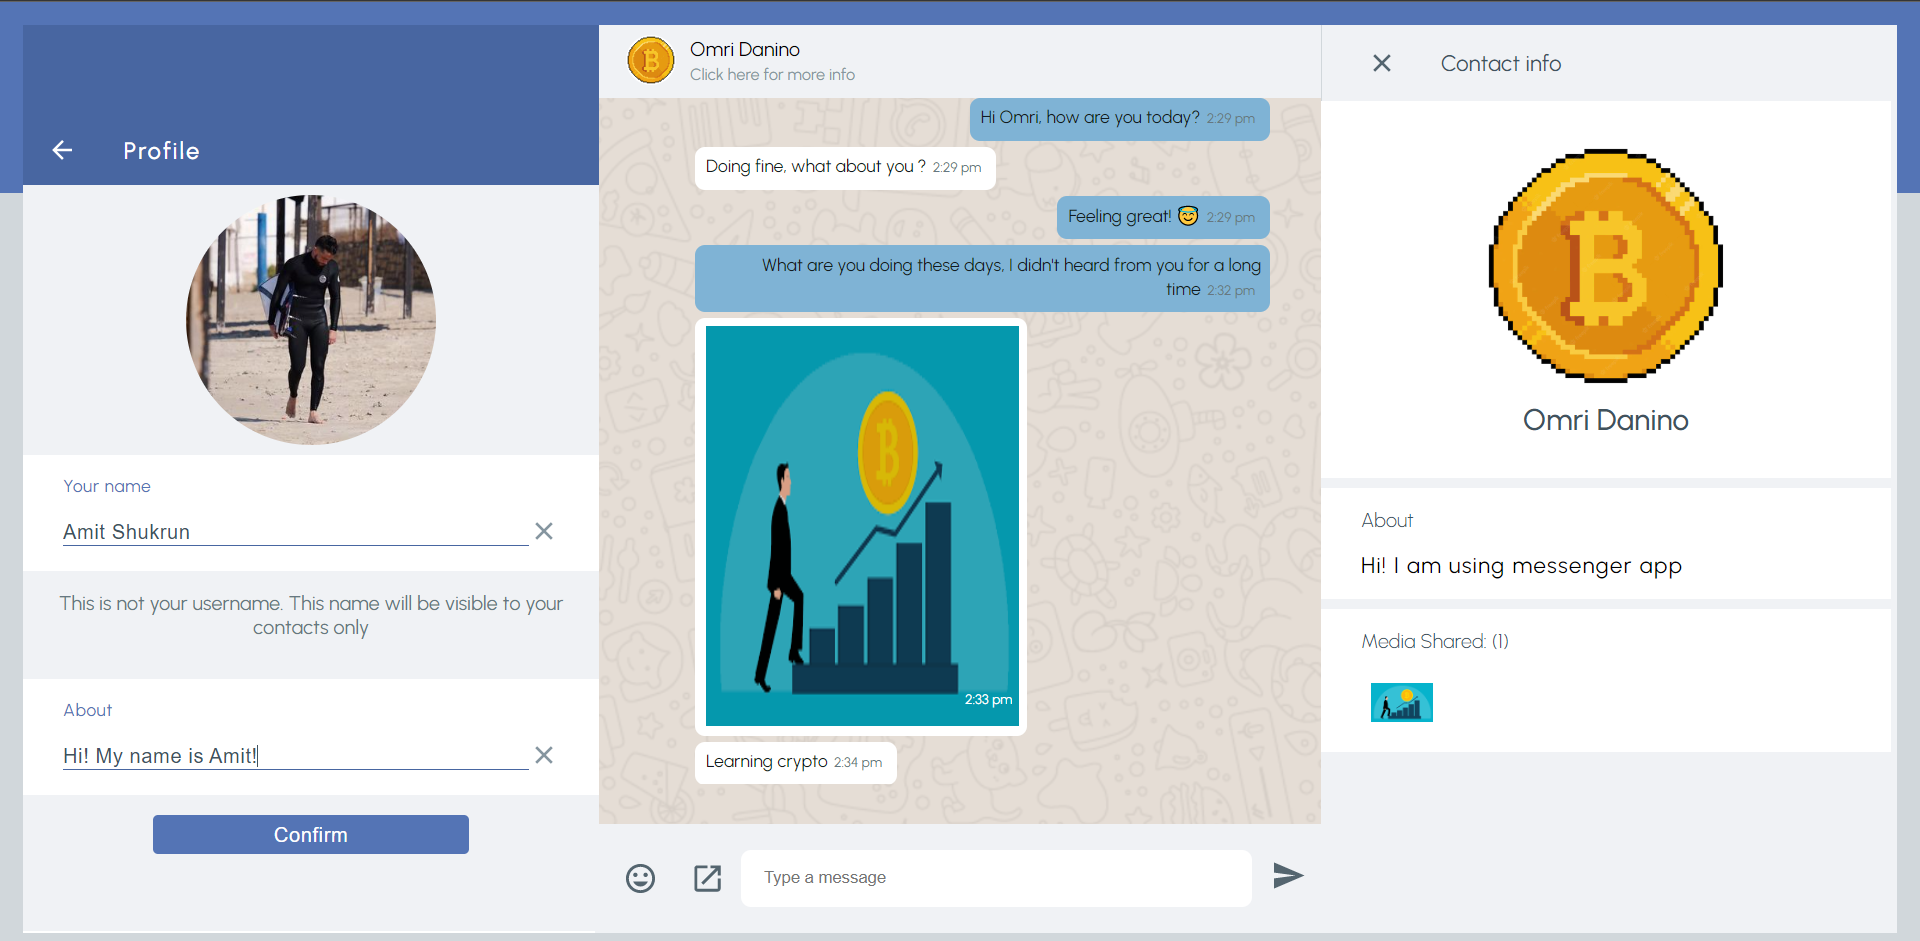 Profile
Your name
Amit Shukrun
This is not your username. This name will be visible to your
contacts only
About
Hi! My name is Amit!
Confirm
Omri Danino
Click here for more info
Hi Omri, how are you today? 2:29 pm
Doing fine, what about you ? 2:29 pm
Feeling great! 😇 2:29 pm
What are you doing these days, I didn't heard from you for a long
time 2:32 pm
2:33 pm
Learning crypto 2:34 pm
Type a message
Contact info
Omri Danino
About
Hi! I am using messenger app
Media Shared: (1)